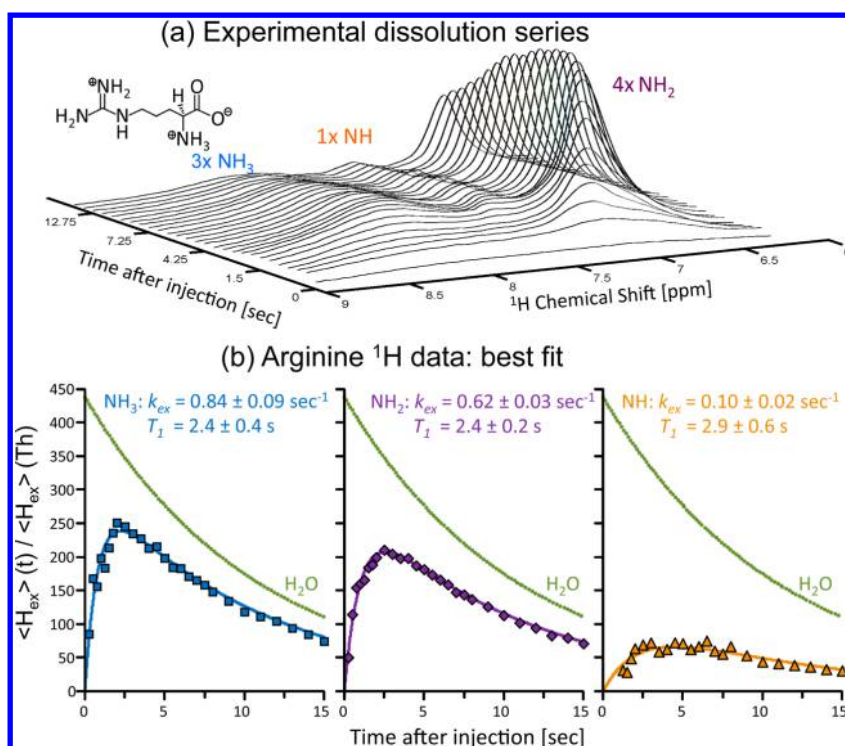 (a) Experimental dissolution series
⊕NH₂
H₂N
N
H
H
O
O⊖
⊕NH₃
3x NH₃
1x NH
4x NH₂
12.75
7.25
4.25
1.5
0
Time after injection [sec]
9
8.5
8
7.5
7
6.5
¹H Chemical Shift [ppm]
(b) Arginine ¹H data: best fit
<Hₑₓ> (t) / <Hₑₓ> (Th)
450
400
350
300
250
200
150
100
50
0
NH₃: kₑₓ = 0.84 ± 0.09 sec⁻¹
T₁ = 2.4 ± 0.4 s
H₂O
0 5 10 15
NH₂: kₑₓ = 0.62 ± 0.03 sec⁻¹
T₁ = 2.4 ± 0.2 s
H₂O
0 5 10 15
NH: kₑₓ = 0.10 ± 0.02 sec⁻¹
T₁ = 2.9 ± 0.6 s
H₂O
0 5 10 15
Time after injection [sec]